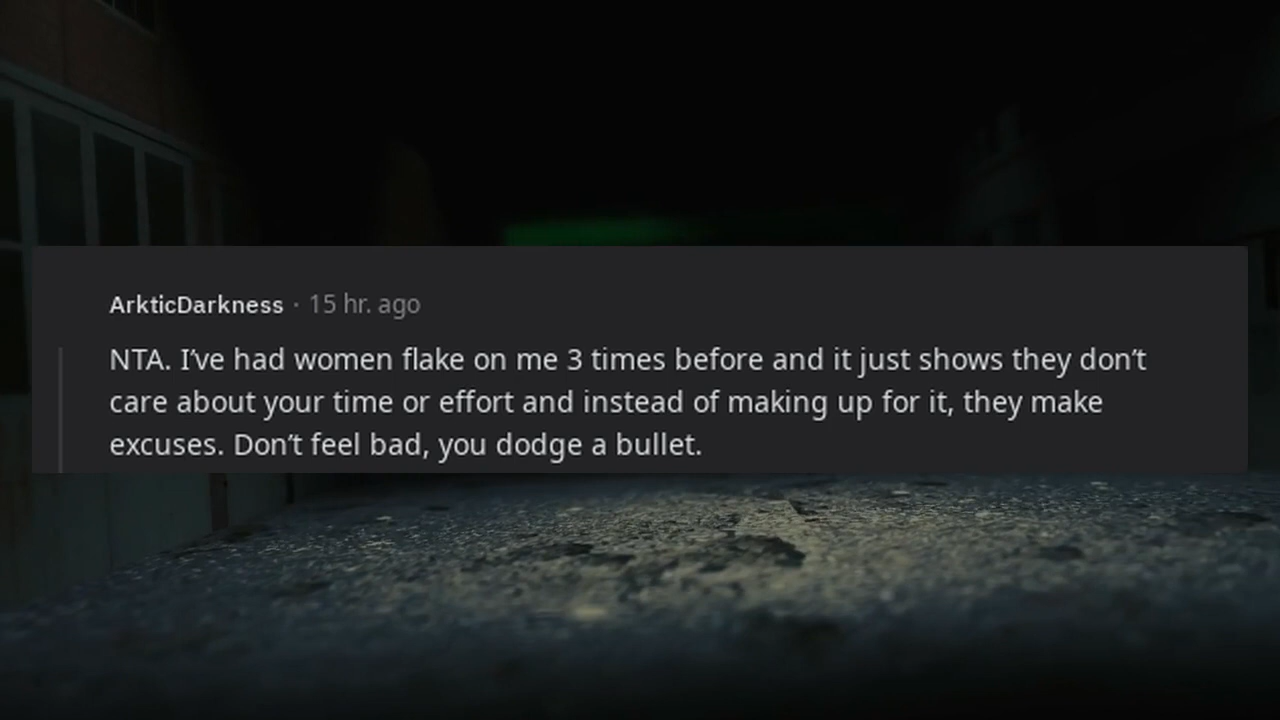 ArkticDarkness · 15 hr. ago
NTA. I’ve had women flake on me 3 times before and it just shows they don’t
care about your time or effort and instead of making up for it, they make
excuses. Don’t feel bad, you dodge a bullet.